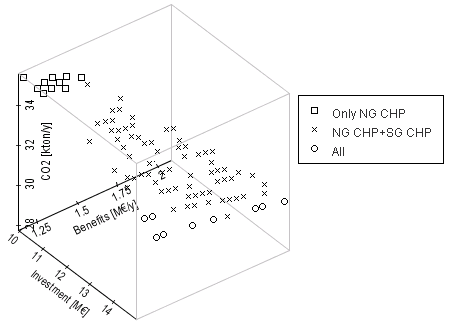 34
32
30
28
CO2 [kton/y]
1.25
1.5
1.75
2
Benefits [M€/y]
10
11
12
13
14
Investment [M€]
Only NG CHP
NG CHP+SG CHP
All